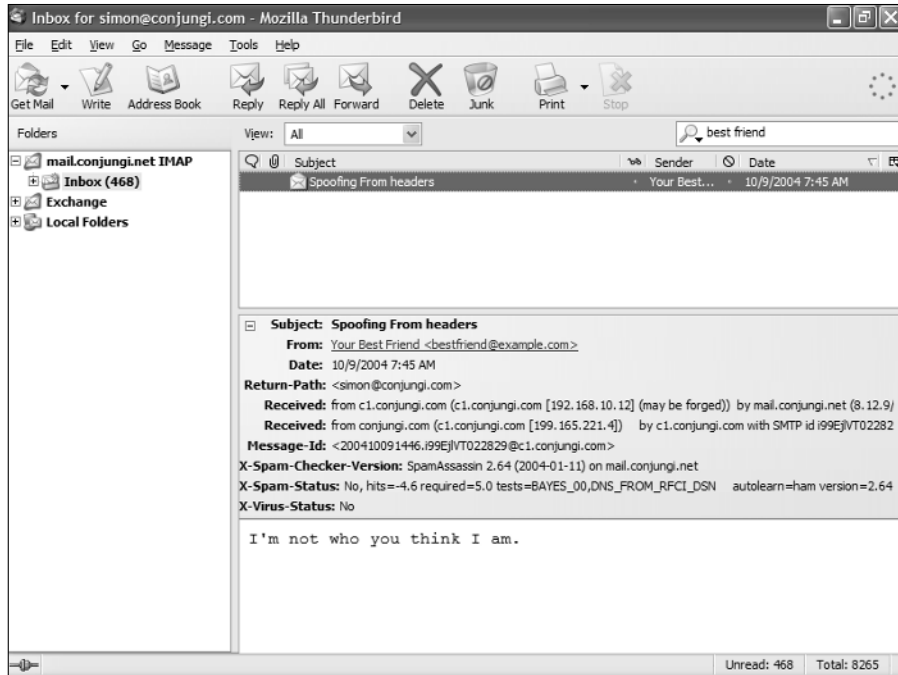 Inbox for simon@conjungi.com - Mozilla Thunderbird
File Edit View Go Message Tools Help
Get Mail Write Address Book Reply Reply All Forward Delete Junk Print Stop
Folders View: All best friend
Subject Sender Date
mail.conjungi.net IMAP
Inbox (468)
Exchange
Local Folders
Spoofing From headers Your Best... 10/9/2004 7:45 AM
Subject: Spoofing From headers
From: Your Best Friend <bestfriend@example.com>
Date: 10/9/2004 7:45 AM
Return-Path: <simon@conjungi.com>
Received: from c1.conjungi.com (c1.conjungi.com [192.168.10.12] (may be forged)) by mail.conjungi.net (8.12.9/
Received: from conjungi.com (c1.conjungi.com [199.165.221.4]) by c1.conjungi.com with SMTP id i99EjlVT02282
Message-Id: <200410091446.i99EjlVT022829@c1.conjungi.com>
X-Spam-Checker-Version: SpamAssassin 2.64 (2004-01-11) on mail.conjungi.net
X-Spam-Status: No, hits=-4.6 required=5.0 tests=BAYES_00,DNS_FROM_RFCI_DSN autolearn=ham version=2.64
X-Virus-Status: No
I'm not who you think I am.
Unread: 468 Total: 8265